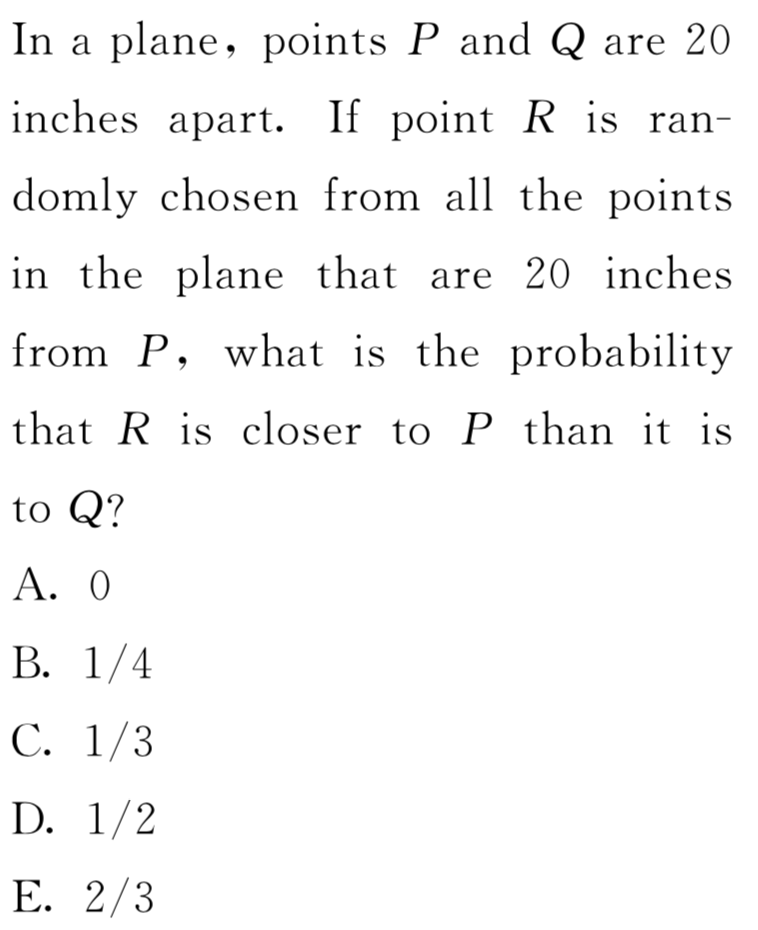 In a plane, points P and Q are 20
inches apart. If point R is ran-
domly chosen from all the points
in the plane that are 20 inches
from P, what is the probability
that R is closer to P than it is
to Q?
A. 0
B. 1/4
C. 1/3
D. 1/2
E. 2/3